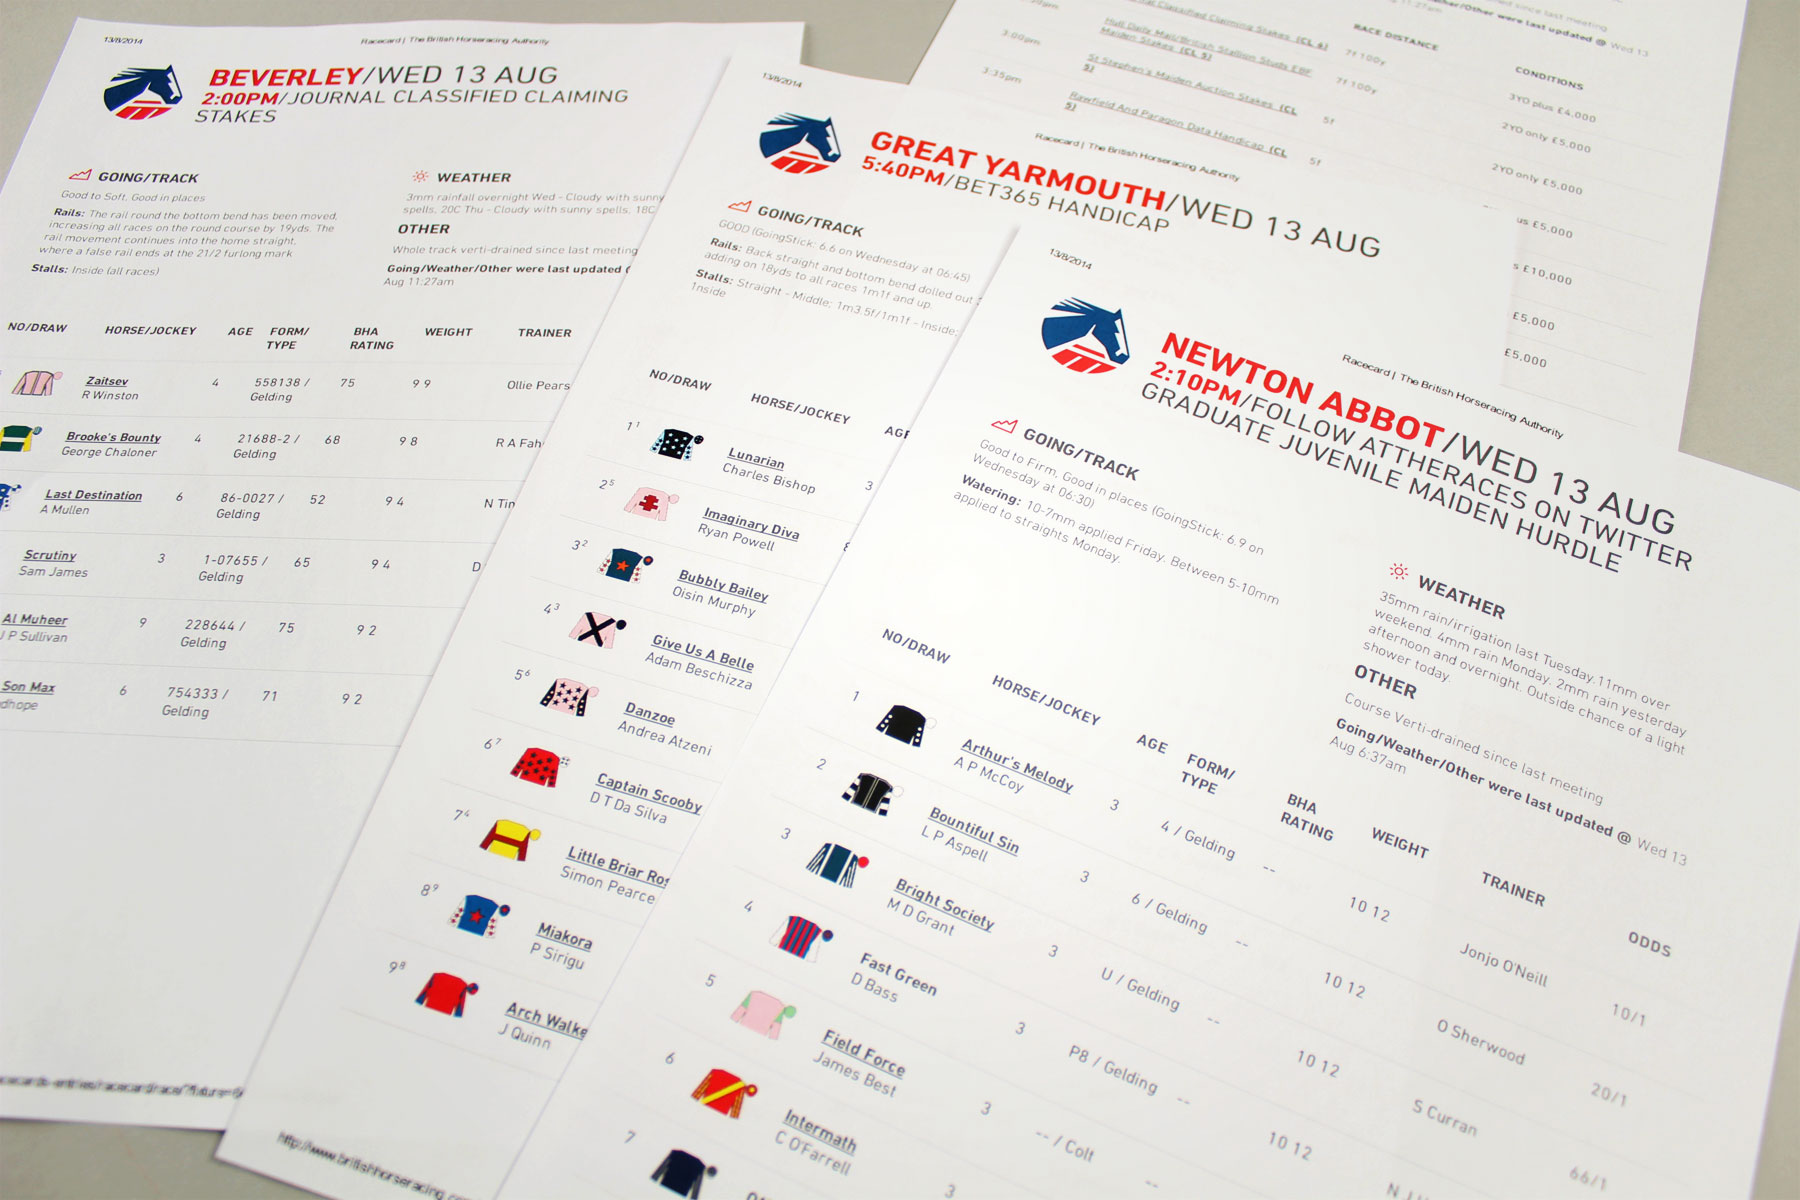 13/8/2014
Racecard | The British Horseracing Authority
BEVERLEY/WED 13 AUG
2:00PM/JOURNAL CLASSIFIED CLAIMING
STAKES
GOING/TRACK
Good to Soft, Good in places
Rails: The rail round the bottom bend has been moved,
increasing all races on the round course by 19yds. The
rail movement continues into the home straight.
where a false rail ends at the 21/2 furlong mark
Stalls: Inside (all races)
WEATHER
3mm rainfall overnight Wed - Cloudy with sunny
spells, 20C Thu - Cloudy with sunny spells, 18C
OTHER
Whole track verti-drained since last meeting
Going/Weather/Other were last updated
Aug 11:27am
NO/DRAW HORSE/JOCKEY AGE FORM/ BHA WEIGHT TRAINER
TYPE RATING
Zaitsev 4 558138 / 75 9 9 Ollie Pears
R Winston Gelding
Brooke's Bounty 4 21688-2 / 68 9 8 R A Fah
George Chaloner Gelding
Last Destination 6 86-0027 / 52 9 4 N Tin
A Mullen Gelding
Scrutiny 3 1-07655 / 65 9 4 D
Sam James Gelding
Al Muheer 9 228644 / 75 9 2
J P Sullivan Gelding
Son Max 6 754333 / 71 9 2
dhope Gelding
13/8/2014
Racecard | The British Horseracing Authority
GREAT YARMOUTH/WED 13 AUG
5:40PM/BET365 HANDICAP
GOING/TRACK
GOOD (GoingStick: 6.6 on Wednesday at 06:45)
Rails: Back straight and bottom bend dolled out
adding on 18yds to all races 1m1f and up.
Stalls: Straight - Middle; 1m3.5f/1m1f - Inside;
Inside
NO/DRAW HORSE/JOCKEY AGE
1 1 Lunarian 3
Charles Bishop
2 5 Imaginary Diva
Ryan Powell
3 2 Bubbly Bailey
Oisin Murphy
4 3 Give Us A Belle
Adam Beschizza
5 6 Danzoe
Andrea Atzeni
6 7 Captain Scooby
D T Da Silva
7 4 Little Briar Ros
Simon Pearce
8 9 Miakora
P Sirigu
9 8 Arch Walke
J Quinn
http://www.britishhorseracing.co
13/8/2014
Racecard | The British Horseracing Authority
NEWTON ABBOT/WED 13 AUG
2:10PM/FOLLOW ATTHERACES ON TWITTER
GRADUATE JUVENILE MAIDEN HURDLE
GOING/TRACK
Good to Firm, Good in places (GoingStick: 6.9 on
Wednesday at 06:30)
Watering: 10-7mm applied Friday. Between 5-10mm
applied to straights Monday.
WEATHER
35mm rain/irrigation last Tuesday.11mm over
weekend. 4mm rain Monday. 2mm rain yesterday
afternoon and overnight. Outside chance of a light
shower today.
OTHER
Course Verti-drained since last meeting
Going/Weather/Other were last updated @ Wed 13
Aug 6:37am
NO/DRAW HORSE/JOCKEY AGE FORM/ BHA WEIGHT TRAINER ODDS
TYPE RATING
1 Arthur's Melody 3 4 / Gelding -- 10 12 Jonjo O'Neill 10/1
A P McCoy
2 Bountiful Sin 3 6 / Gelding -- 10 12 O Sherwood 20/1
L P Aspell
3 Bright Society 3 U / Gelding -- 10 12 S Curran 66/1
M D Grant
4 Fast Green 3 P8 / Gelding -- 10 12
D Bass
5 Field Force 3 -- / Colt --
James Best
6 Intermath 3
C O'Farrell
7
3:00pm
3:35pm
Classified Claiming Stakes (CL 6)
Hull Daily Mail/British Stallion Studs EBF
Maiden Stakes (CL 5)
St Stephen's Maiden Auction Stakes (CL
5)
Rawfield And Paragon Data Handicap (CL
5)
RACE DISTANCE
7f 100y
7f 100y
5f
5f
CONDITIONS
3YO plus £4,000
2YO only £5,000
2YO only £5,000
us £5,000
s £10,000
£5,000
£5,000
since last meeting
/Other were last updated @ Wed 13
11:27am